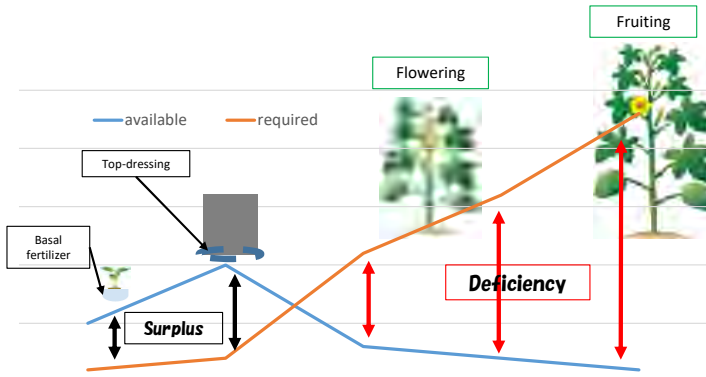 Fruiting
Flowering
available
required
Top-dressing
Basal
fertilizer
Surplus
Deficiency